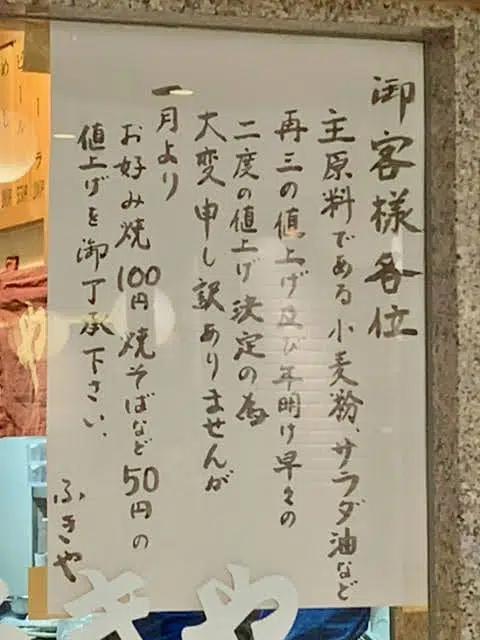 御客様各位
主原料である小麦粉、サラダ油など
再三の値上げ及び年明け早々の
二度の値上げ決定の為
大変申し訳ありませんが
一月より
お好み焼100円焼そばなど50円の
値上げを御了承下さい、
ふきや
きや